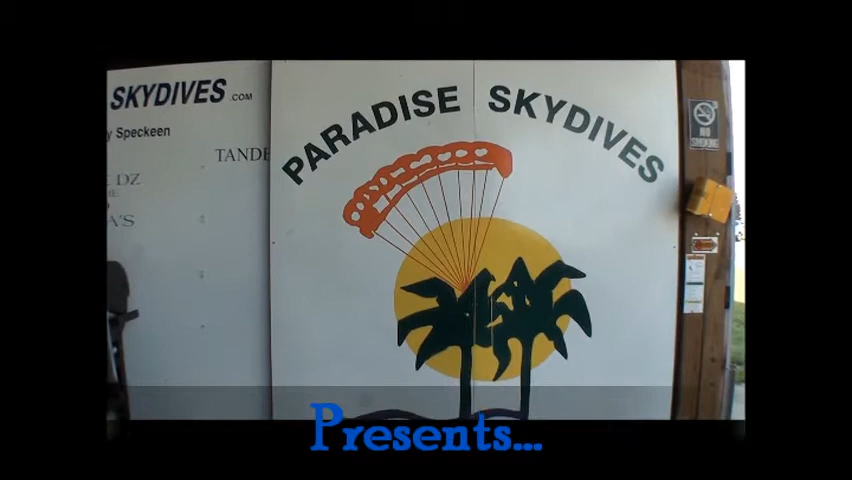 SKYDIVES.COM
y Speckeen
TANDE
DZ
A'S
PARADISE SKYDIVES
NO
SMOKING
Presents...